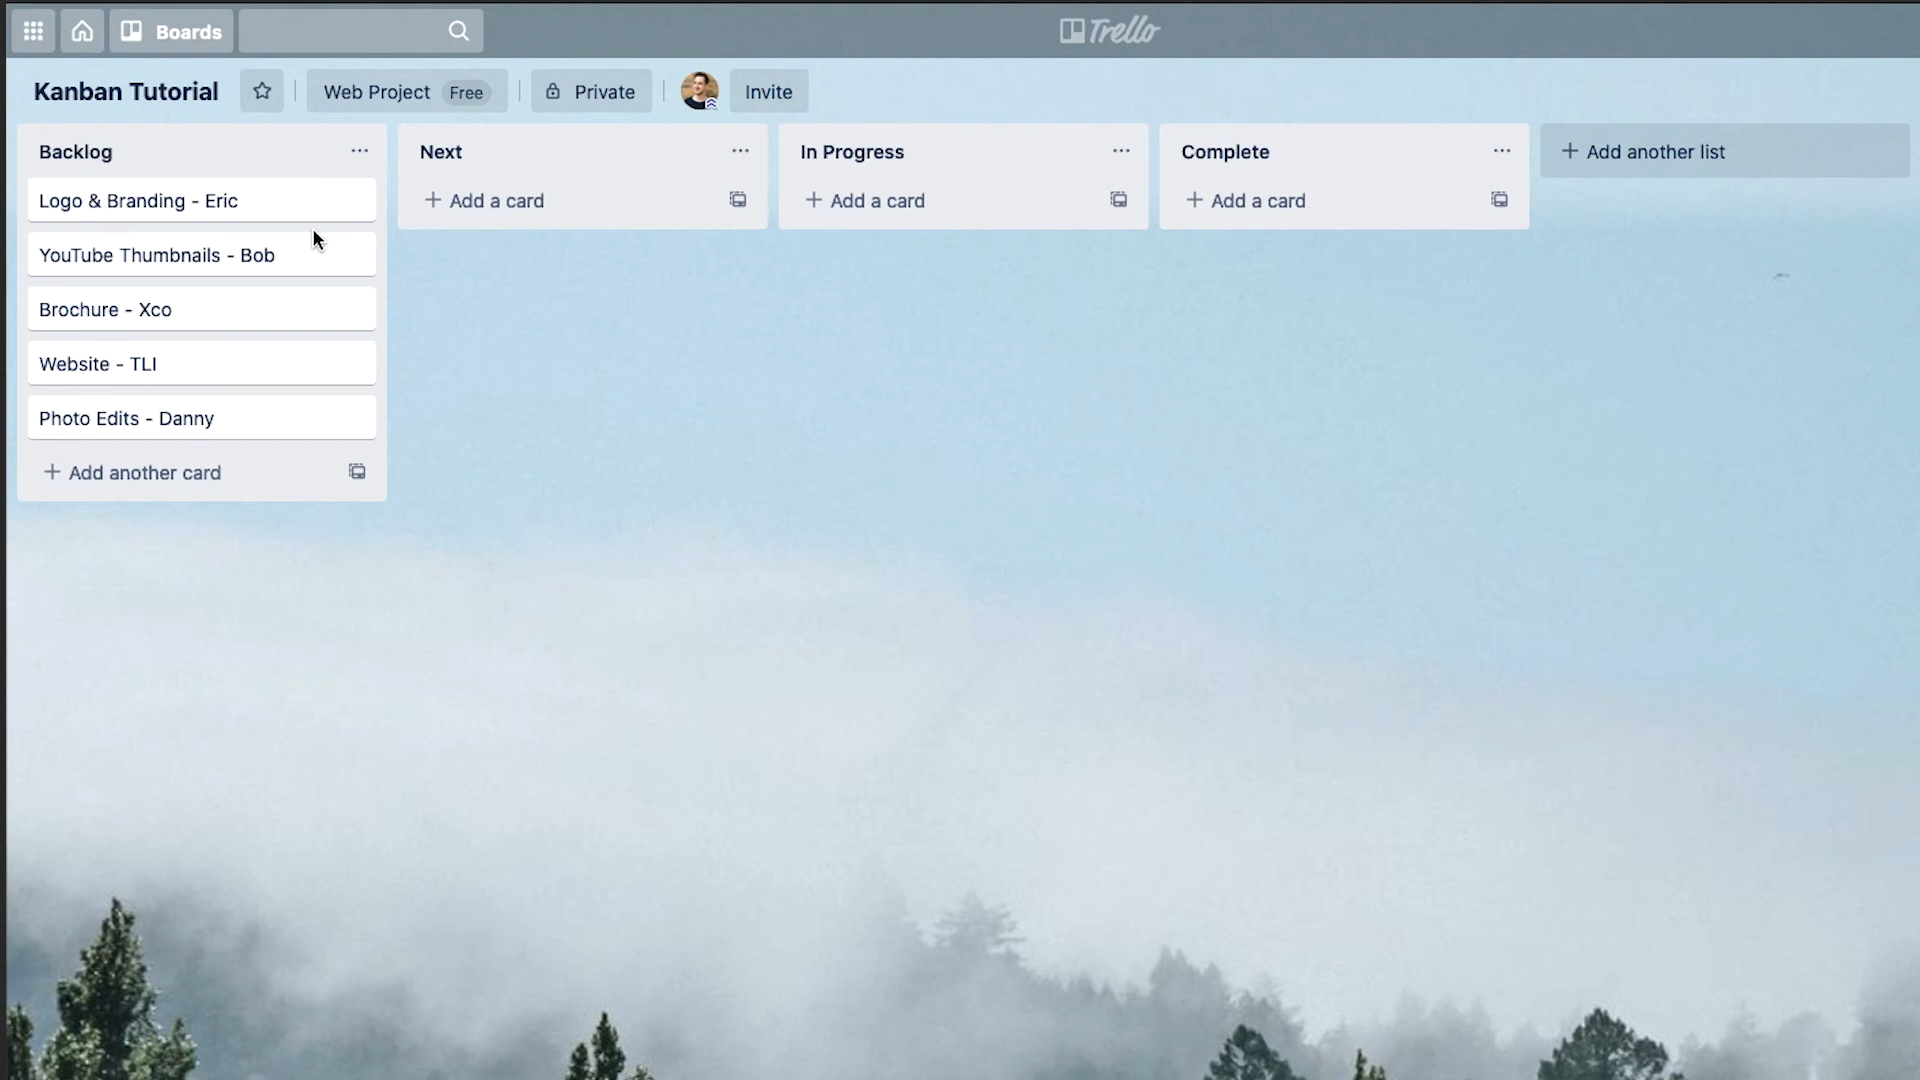 Boards
Trello
Kanban Tutorial
Web Project Free
Private
Invite
Backlog
Logo & Branding - Eric
YouTube Thumbnails - Bob
Brochure - Xco
Website - TLI
Photo Edits - Danny
+ Add another card
Next
+ Add a card
In Progress
+ Add a card
Complete
+ Add a card
+ Add another list